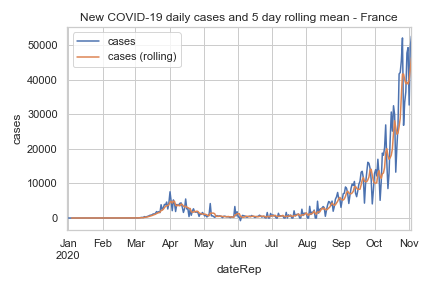 New COVID-19 daily cases and 5 day rolling mean - France
cases
cases (rolling)
50000
40000
30000
20000
10000
0
cases
Jan Feb Mar Apr May Jun Jul Aug Sep Oct Nov
2020
dateRep